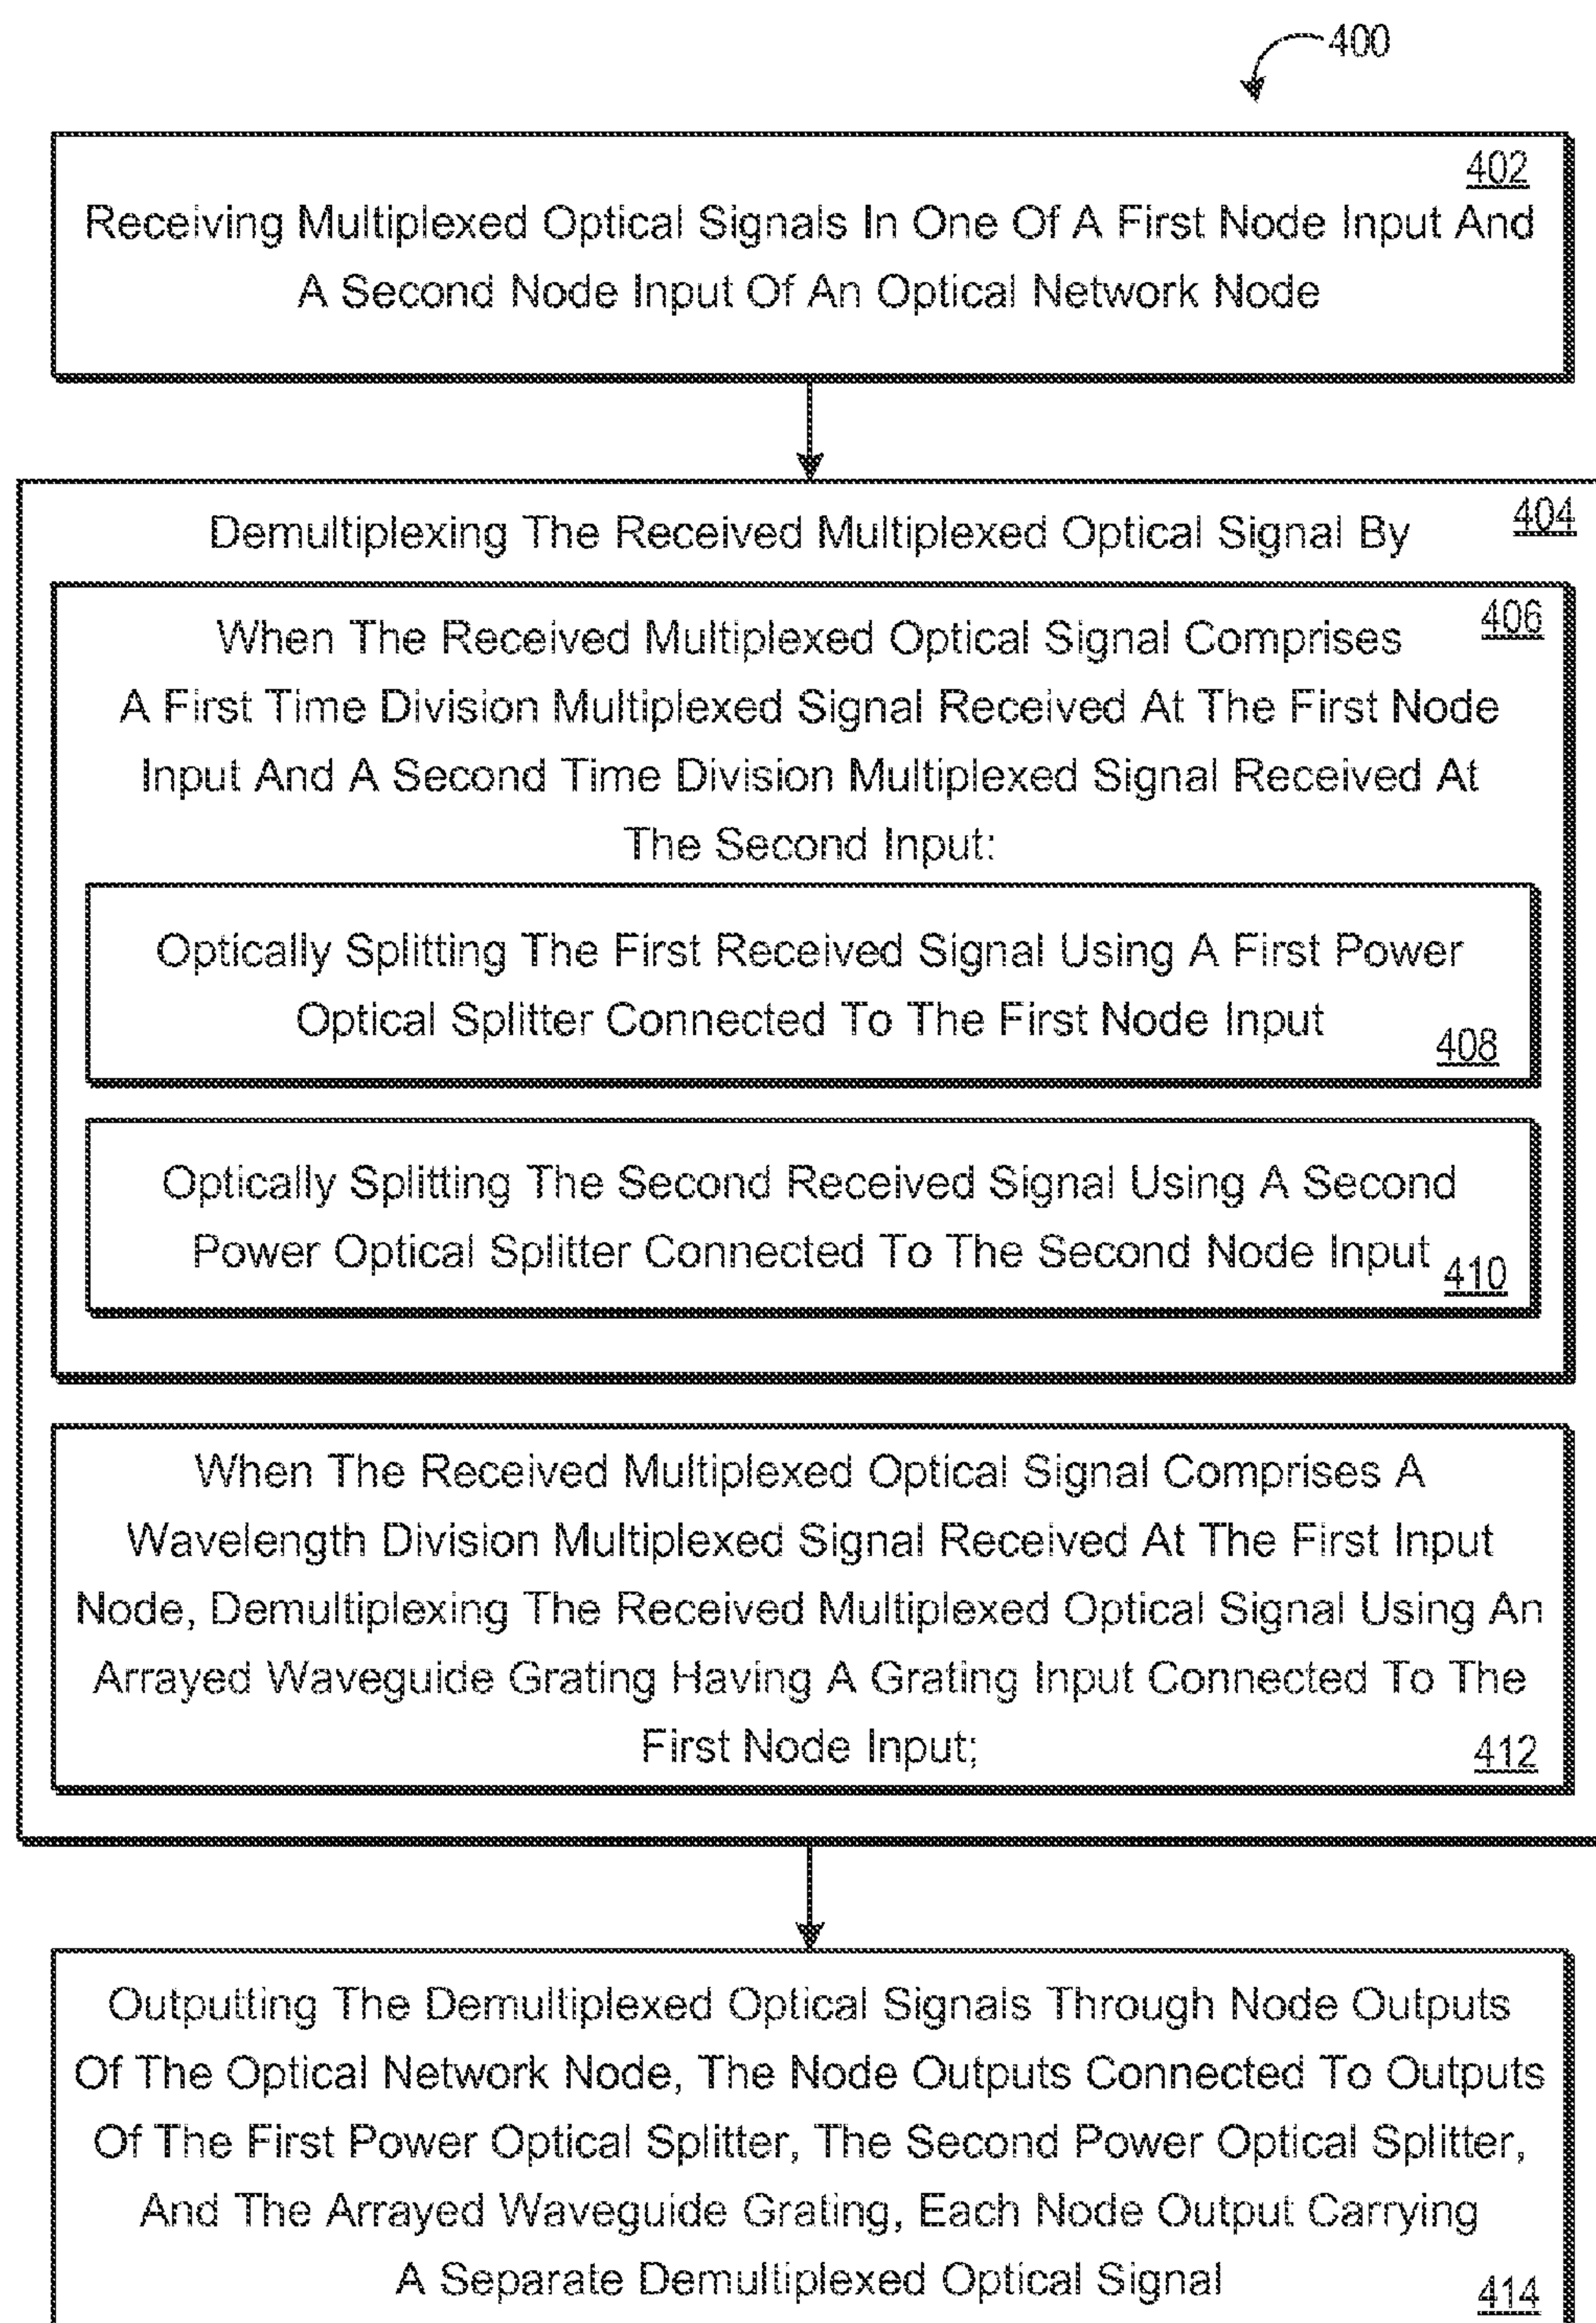 400
402
Receiving Multiplexed Optical Signals In One Of A First Node Input And
A Second Node Input Of An Optical Network Node
Demultiplexing The Received Multiplexed Optical Signal By
404
406
When The Received Multiplexed Optical Signal Comprises
A First Time Division Multiplexed Signal Received At The First Node
Input And A Second Time Division Multiplexed Signal Received At
The Second Input:
Optically Splitting The First Received Signal Using A First Power
Optical Splitter Connected To The First Node Input
408
Optically Splitting The Second Received Signal Using A Second
Power Optical Splitter Connected To The Second Node Input
410
When The Received Multiplexed Optical Signal Comprises A
Wavelength Division Multiplexed Signal Received At The First Input
Node, Demultiplexing The Received Multiplexed Optical Signal Using An
Arrayed Waveguide Grating Having A Grating Input Connected To The
First Node Input;
412
Outputting The Demultiplexed Optical Signals Through Node Outputs
Of The Optical Network Node, The Node Outputs Connected To Outputs
Of The First Power Optical Splitter, The Second Power Optical Splitter,
And The Arrayed Waveguide Grating, Each Node Output Carrying
A Separate Demultiplexed Optical Signal
414